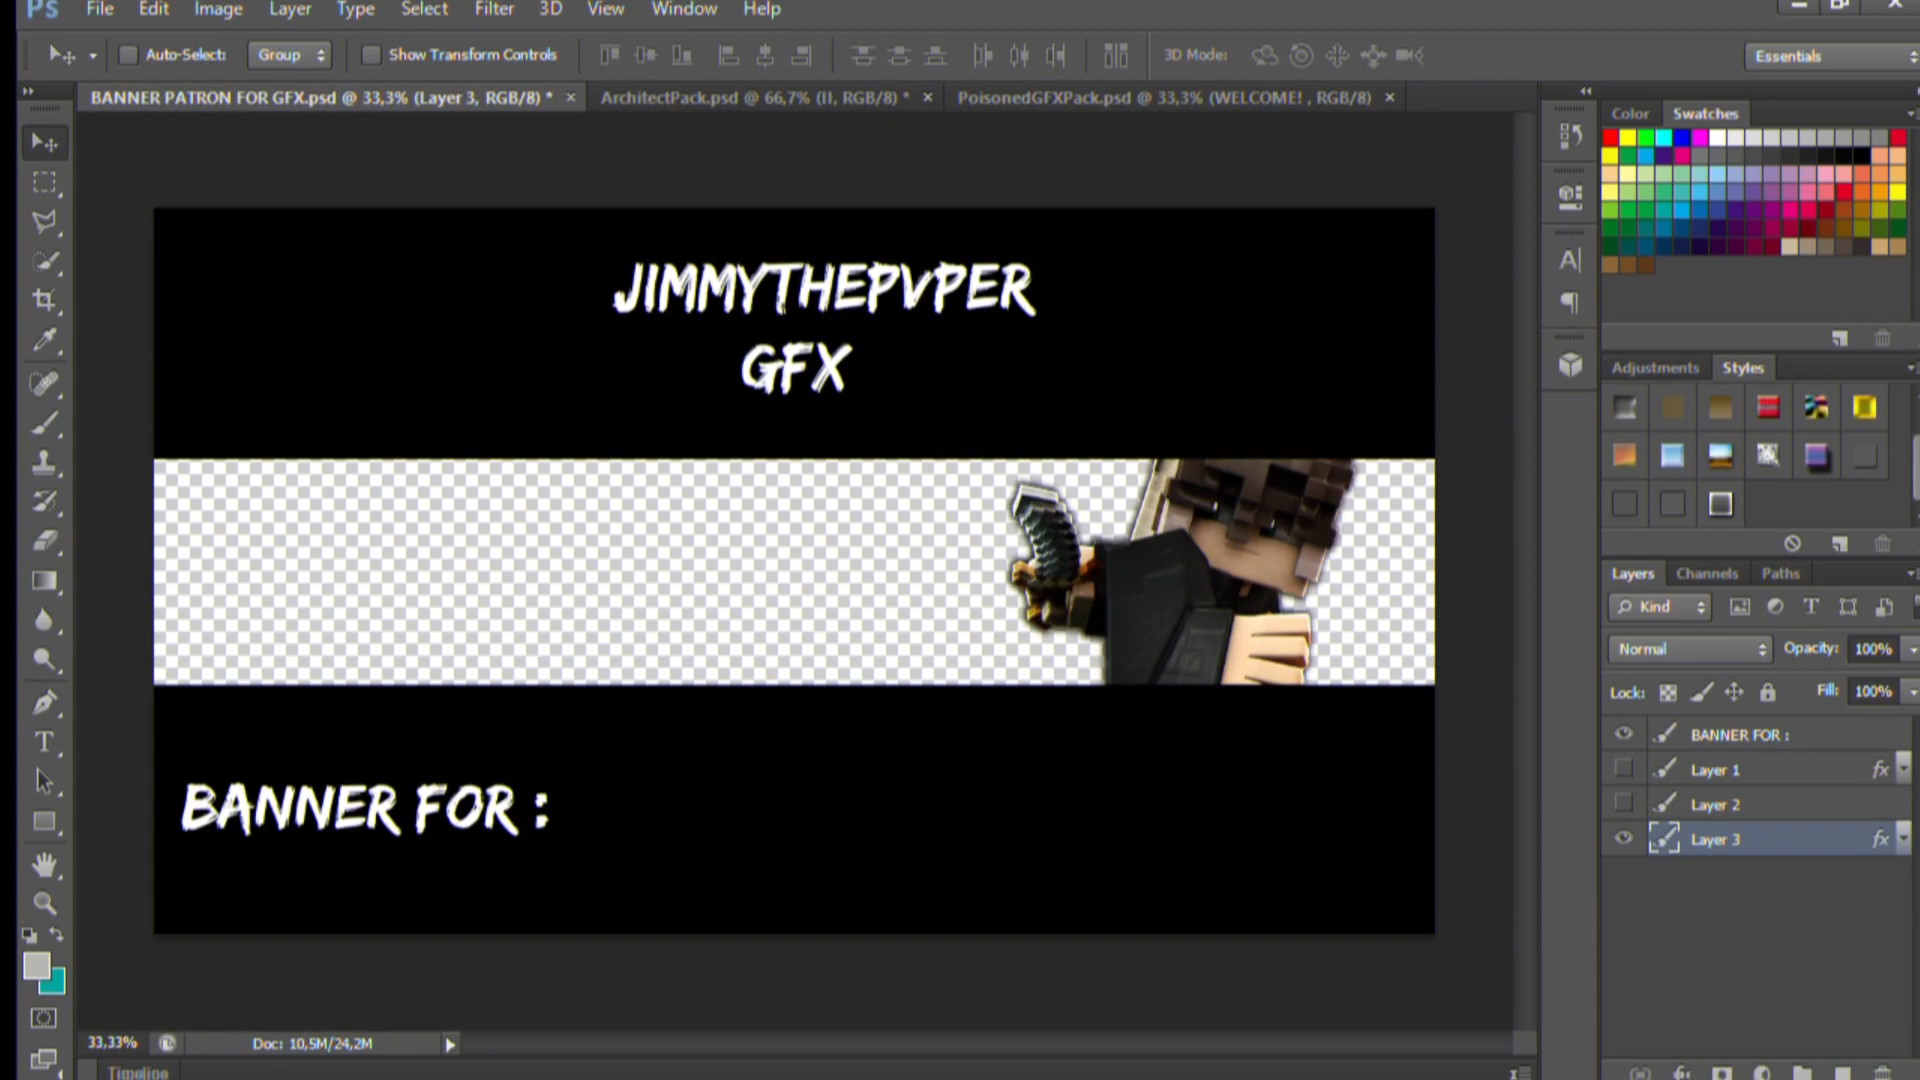 Ps File Edit Image Layer Type Select Filter 3D View Window Help
Auto-Select: Group Show Transform Controls 3D Mode: Essentials
BANNER PATRON FOR GFX.psd @ 33,3% (Layer 3, RGB/8) * × ArchitectPack.psd @ 66,7% (II, RGB/8) * × PoisonedGFXPack.psd @ 33,3% (WELCOME! , RGB/8) ×
Color Swatches
JIMMYTHEPVPER
GFX
Adjustments Styles
Layers Channels Paths
Kind
Normal Opacity: 100%
Lock: Fill: 100%
BANNER FOR :
Layer 1 fx
Layer 2
Layer 3 fx
BANNER FOR :
33,33% Doc: 10,5M/24,2M
Timeline